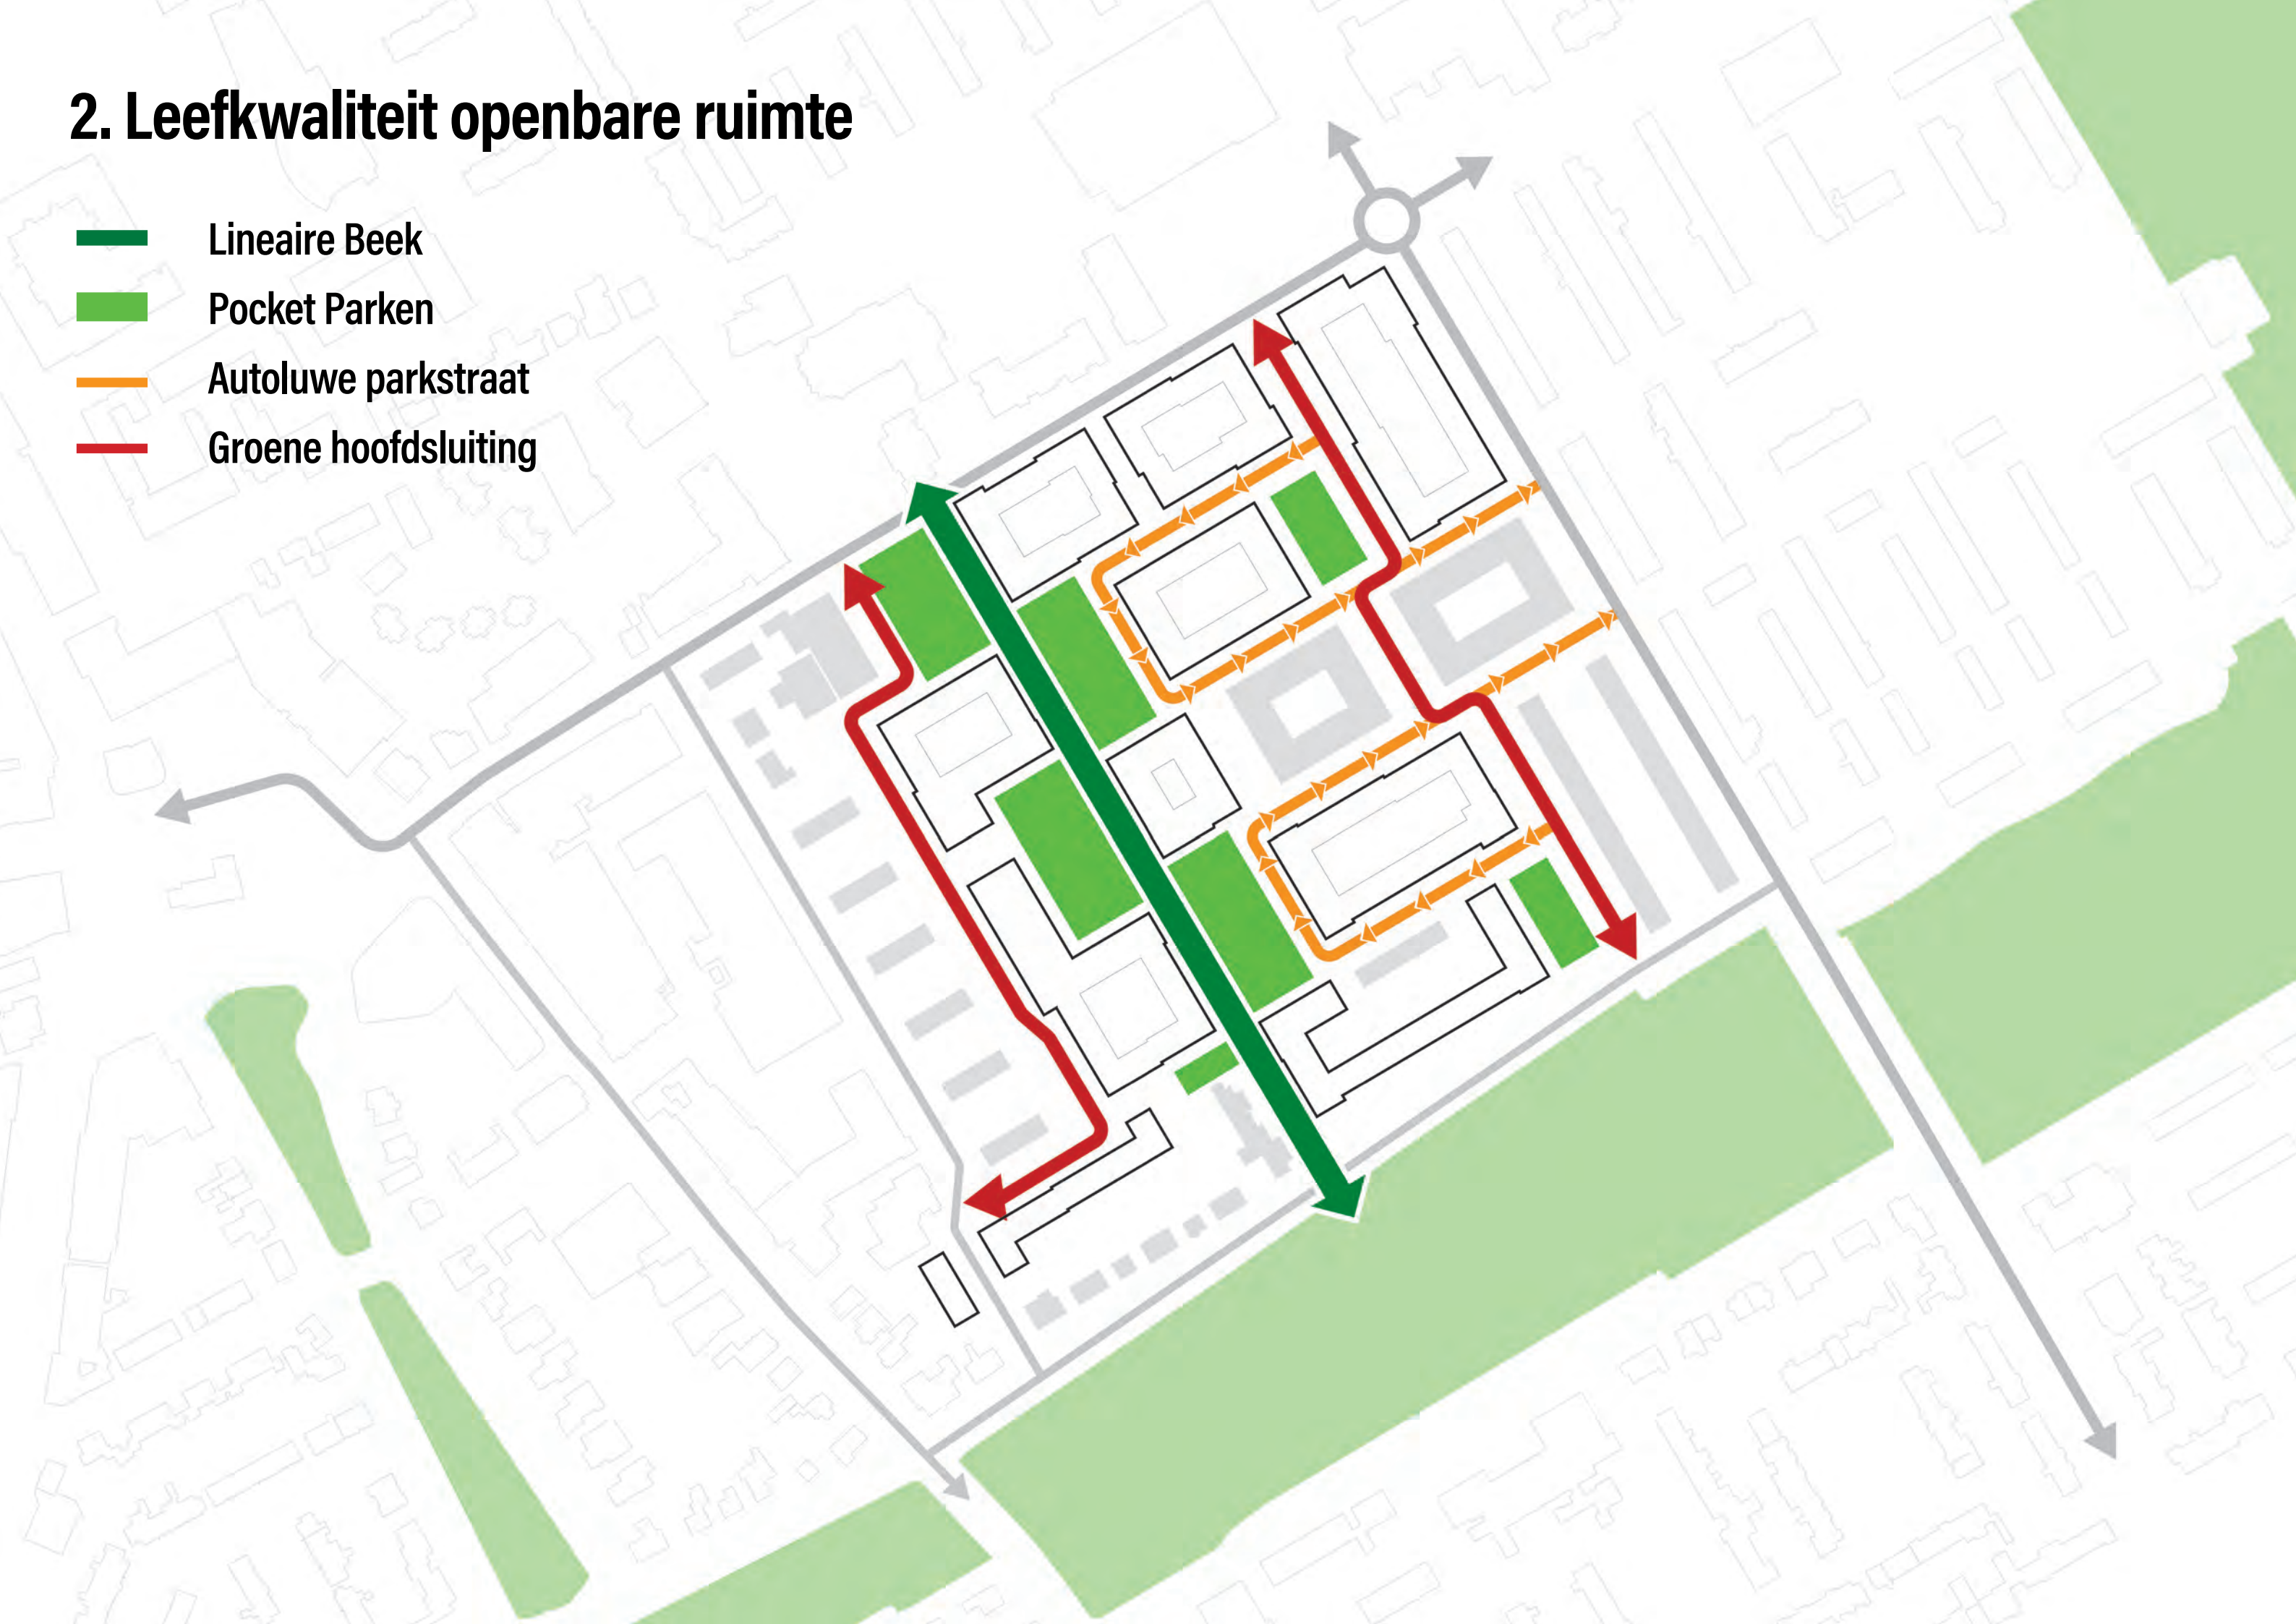 2. Leefkwaliteit openbare ruimte
Lineaire Beek
Pocket Parken
Autoluwe parkstraat
Groene hoofdsluiting